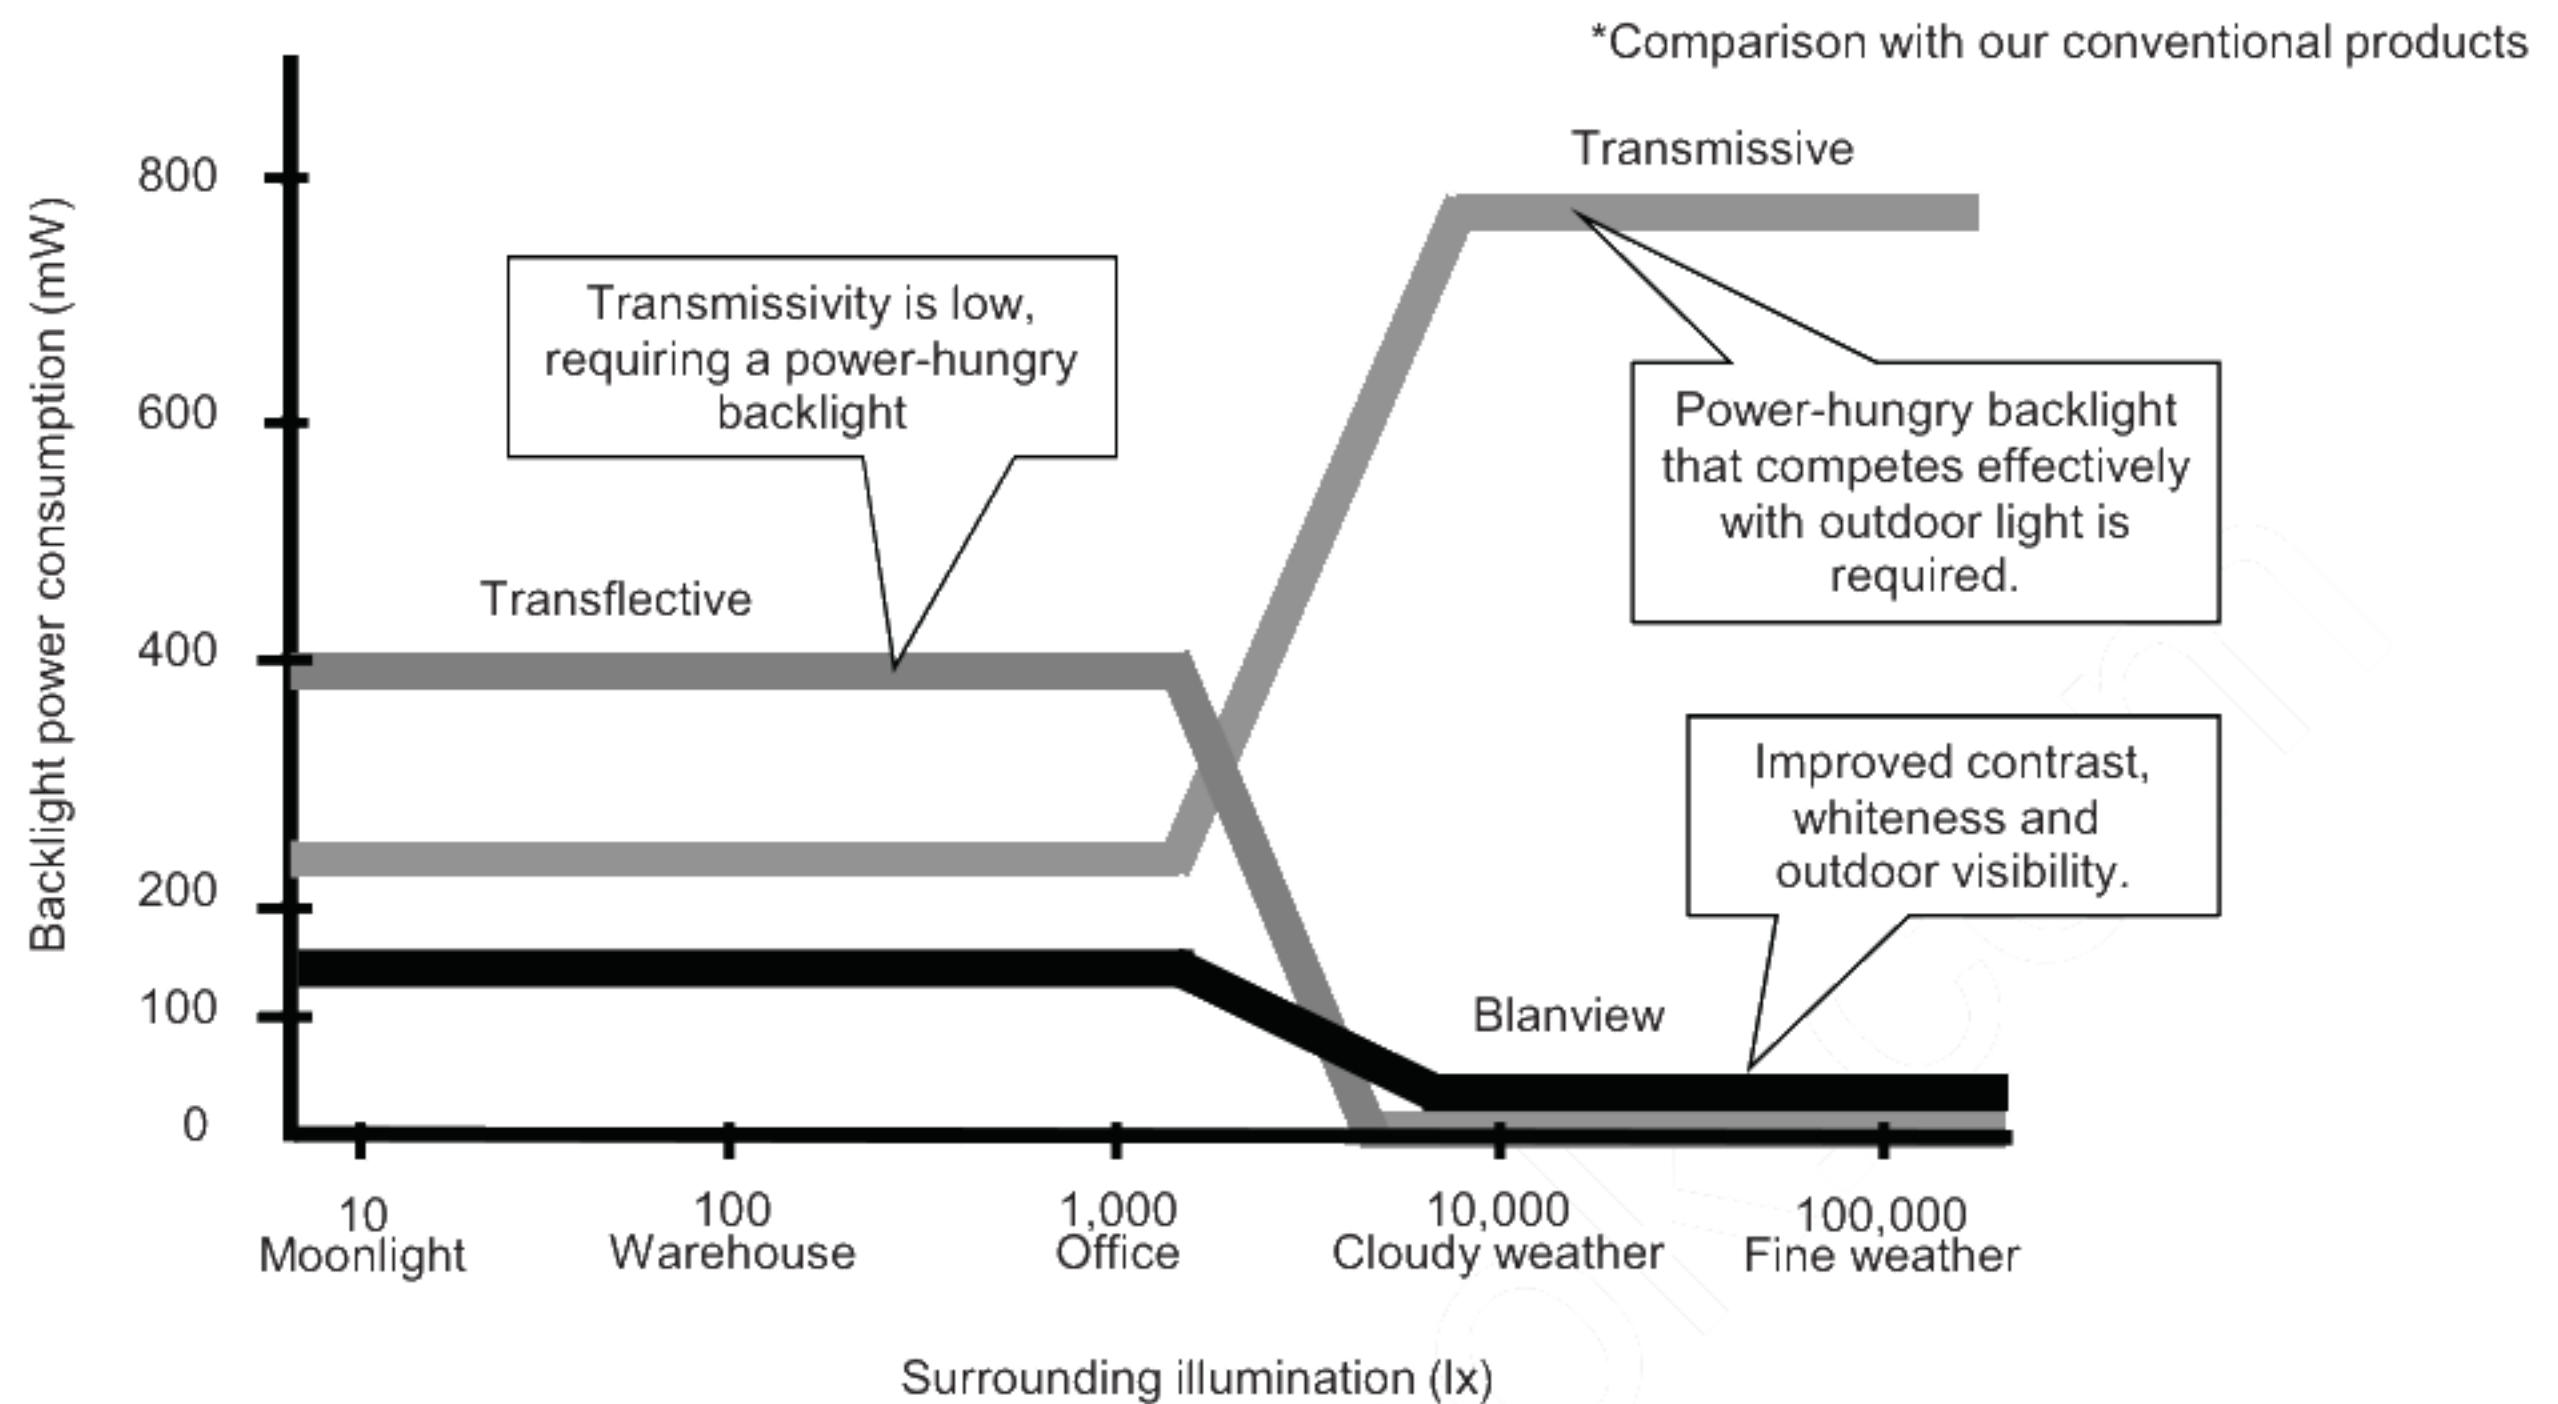 *Comparison with our conventional products
Transmissive
800
Transmissivity is low,
requiring a power-hungry
backlight
Power-hungry backlight
that competes effectively
with outdoor light is
required.
600
Transflective
400
Improved contrast,
whiteness and
outdoor visibility.
200
Blanview
100
0
Backlight power consumption (mW)
10
Moonlight
100
Warehouse
1,000
Office
10,000
Cloudy weather
100,000
Fine weather
Surrounding illumination (lx)